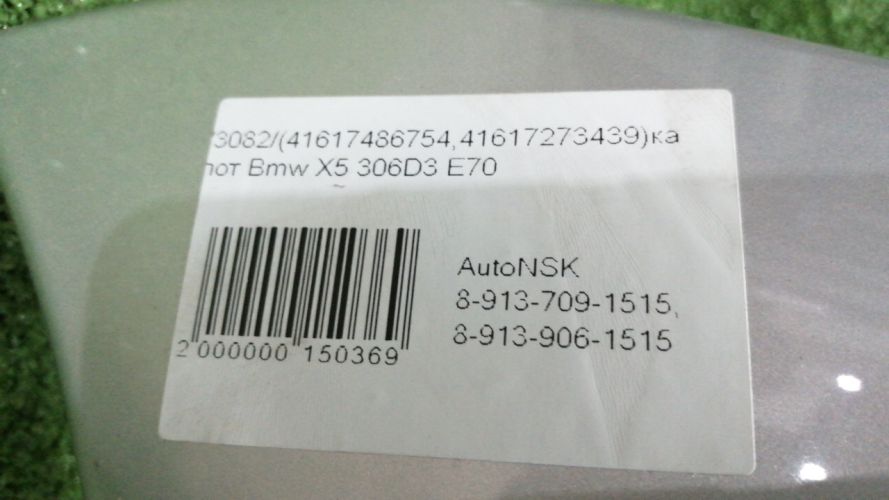 3082/(41617486754,41617273439)ка
пот Bmw X5 306D3 E70
AutoNSK
8-913-709-1515,
8-913-906-1515
2 000000 150369